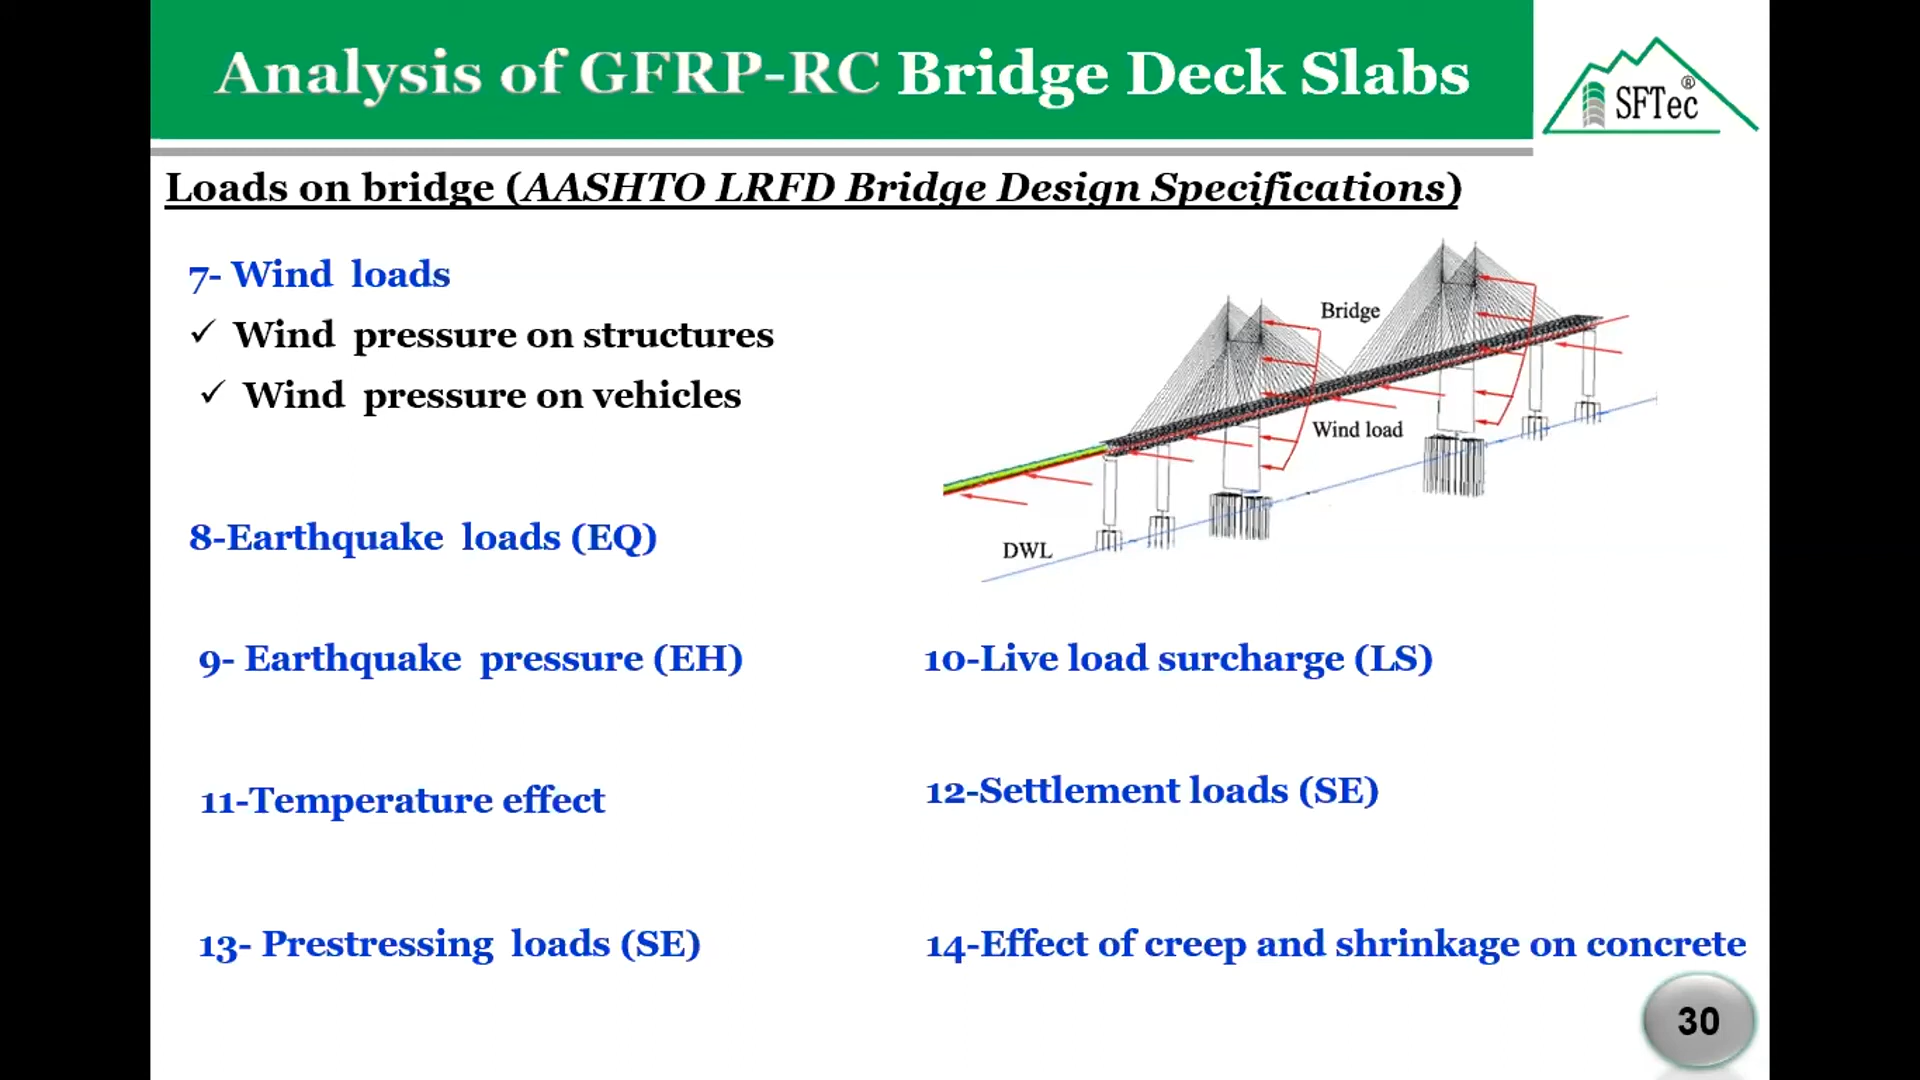 Analysis of GFRP-RC Bridge Deck Slabs
SFTec®
Loads on bridge (AASHTO LRFD Bridge Design Specifications)
7- Wind loads
✓ Wind pressure on structures
✓ Wind pressure on vehicles
Bridge
Wind load
DWL
8-Earthquake loads (EQ)
9- Earthquake pressure (EH)
10-Live load surcharge (LS)
11-Temperature effect
12-Settlement loads (SE)
13- Prestressing loads (SE)
14-Effect of creep and shrinkage on concrete
30